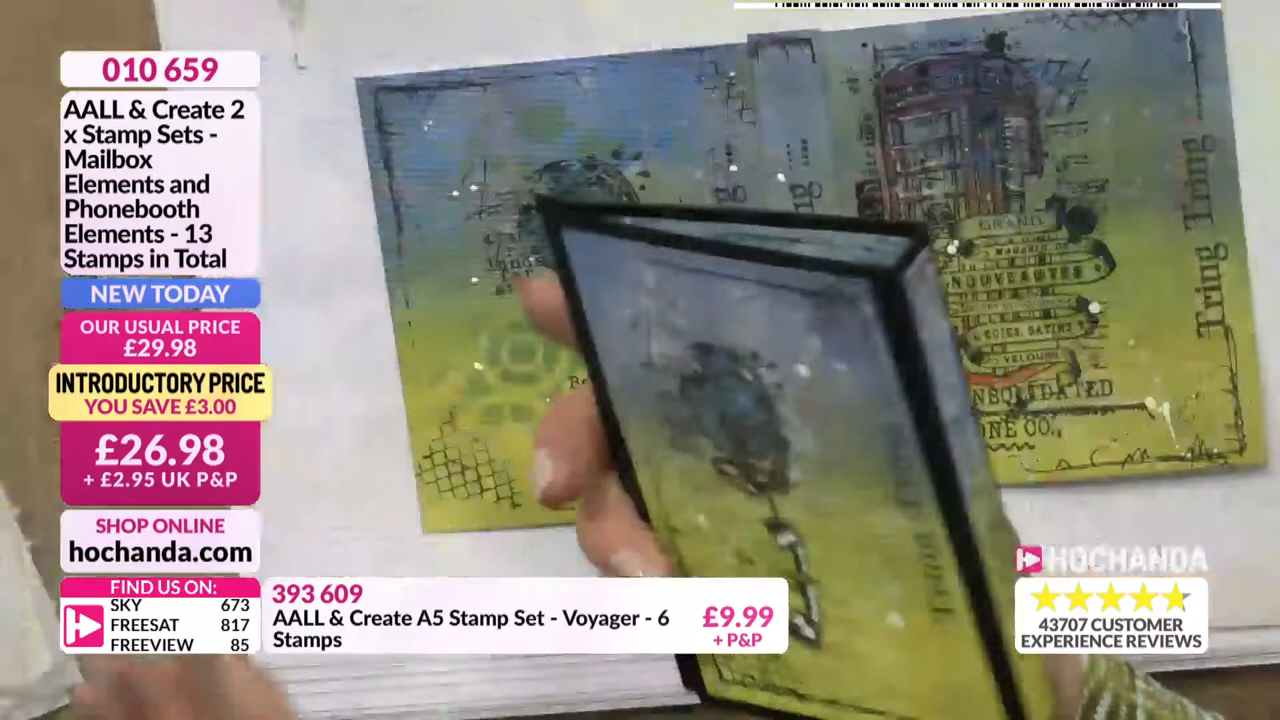 010 659
AALL & Create 2
x Stamp Sets -
Mailbox
Elements and
Phonebooth
Elements - 13
Stamps in Total
NEW TODAY
OUR USUAL PRICE
£29.98
INTRODUCTORY PRICE
YOU SAVE £3.00
£26.98
+ £2.95 UK P&P
SHOP ONLINE
hochanda.com
FIND US ON:
SKY 673
FREESAT 817
FREEVIEW 85
393 609
AALL & Create A5 Stamp Set - Voyager - 6
Stamps
£9.99
+ P&P
HOCHANDA
43707 CUSTOMER
EXPERIENCE REVIEWS
Tring Tring
GRAND
MAGASIN DE
NOUVEAUTES
VELOURS
NSOLIDATED
ONE CO.,